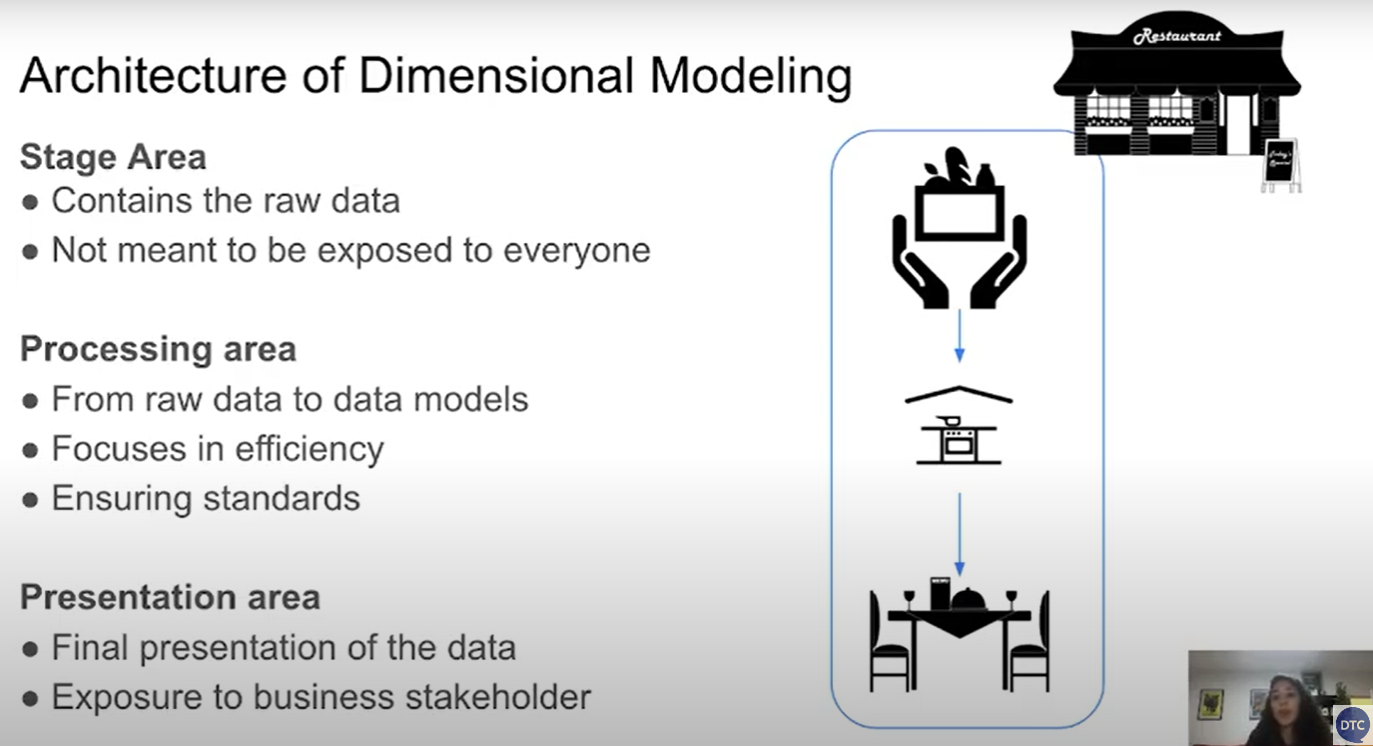 Restaurant
Architecture of Dimensional Modeling
Stage Area
● Contains the raw data
● Not meant to be exposed to everyone
Processing area
● From raw data to data models
● Focuses in efficiency
● Ensuring standards
Presentation area
● Final presentation of the data
● Exposure to business stakeholder
Today's
Special
DTC